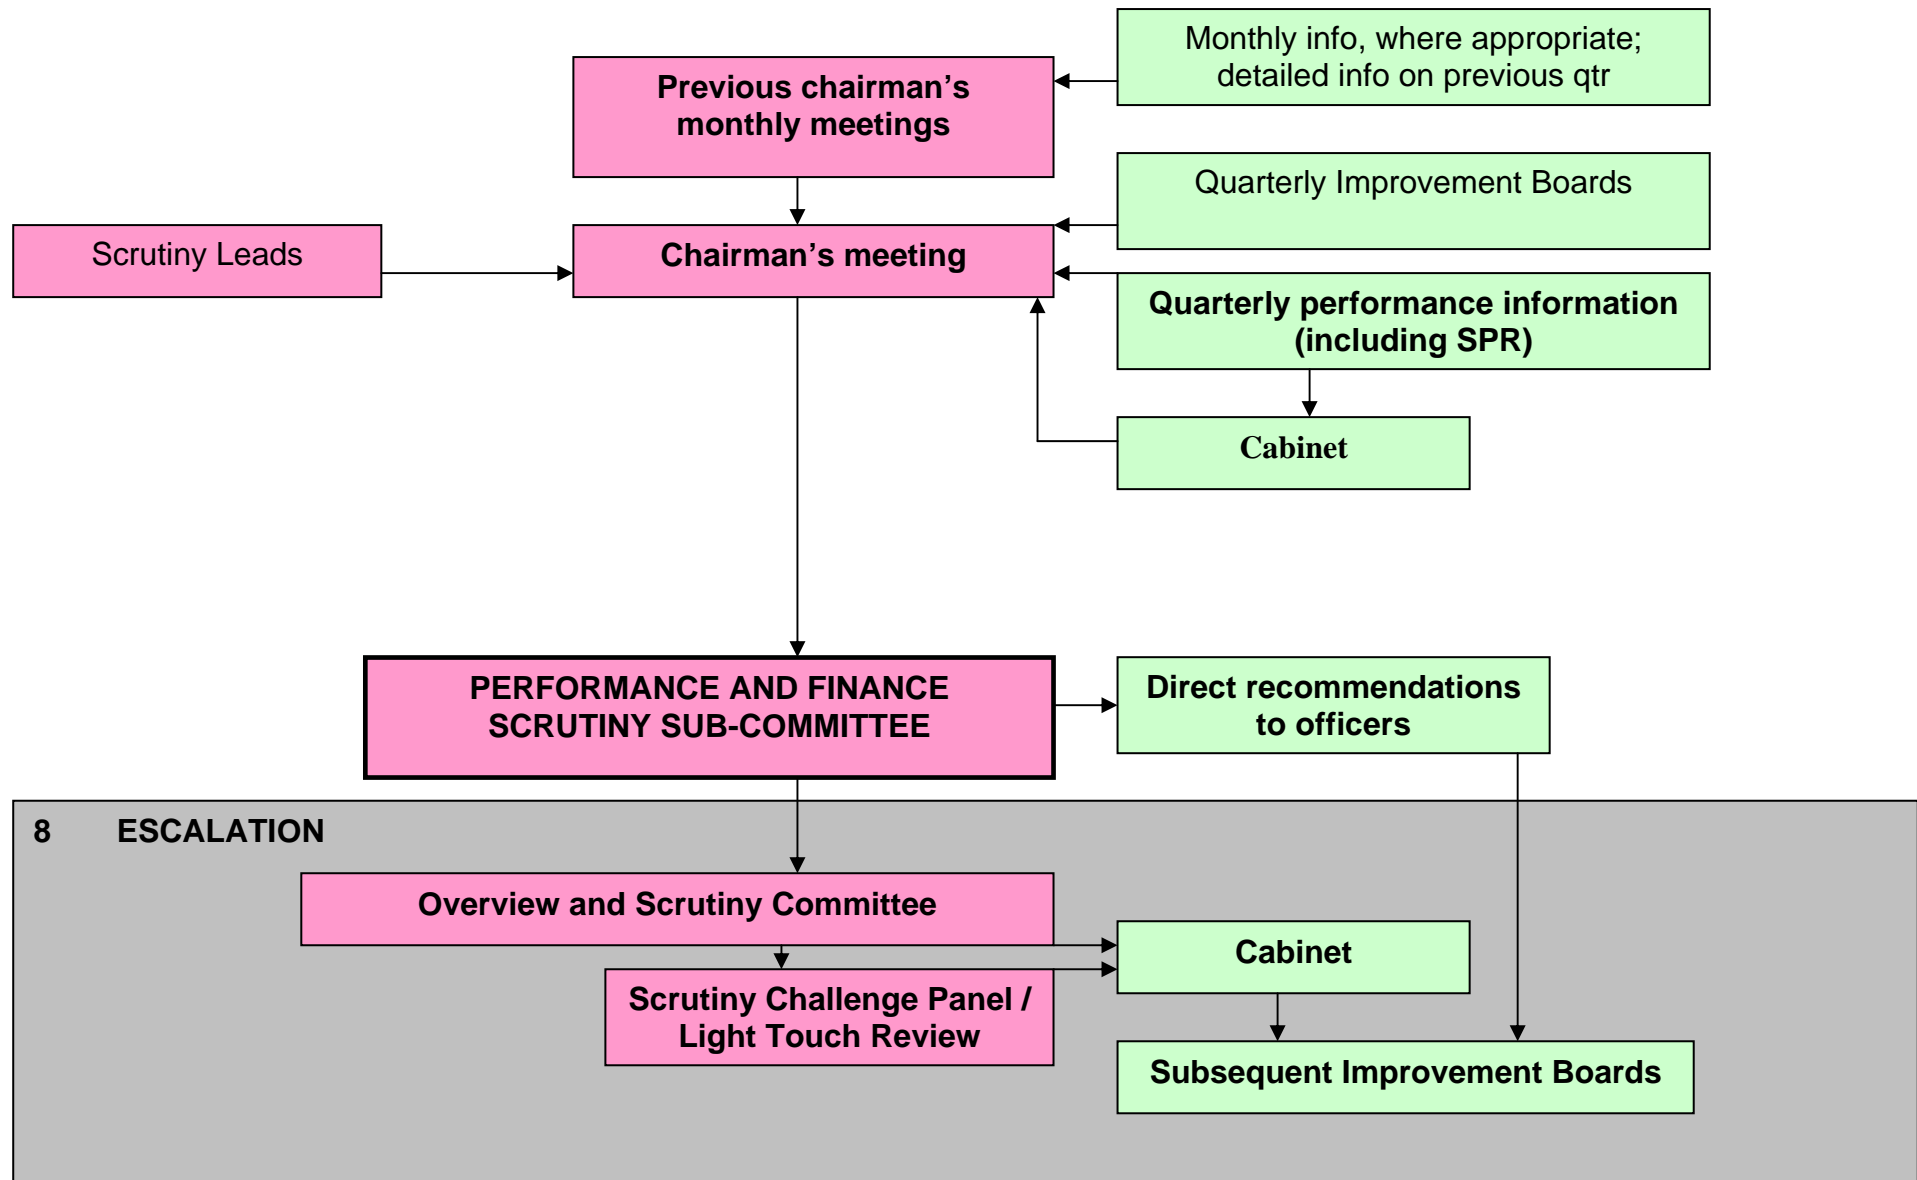 Monthly info, where appropriate;
detailed info on previous qtr
Previous chairman’s
monthly meetings
Quarterly Improvement Boards
Scrutiny Leads
Chairman’s meeting
Quarterly performance information
(including SPR)
Cabinet
PERFORMANCE AND FINANCE
SCRUTINY SUB-COMMITTEE
Direct recommendations
to officers
8 ESCALATION
Overview and Scrutiny Committee
Cabinet
Scrutiny Challenge Panel /
Light Touch Review
Subsequent Improvement Boards